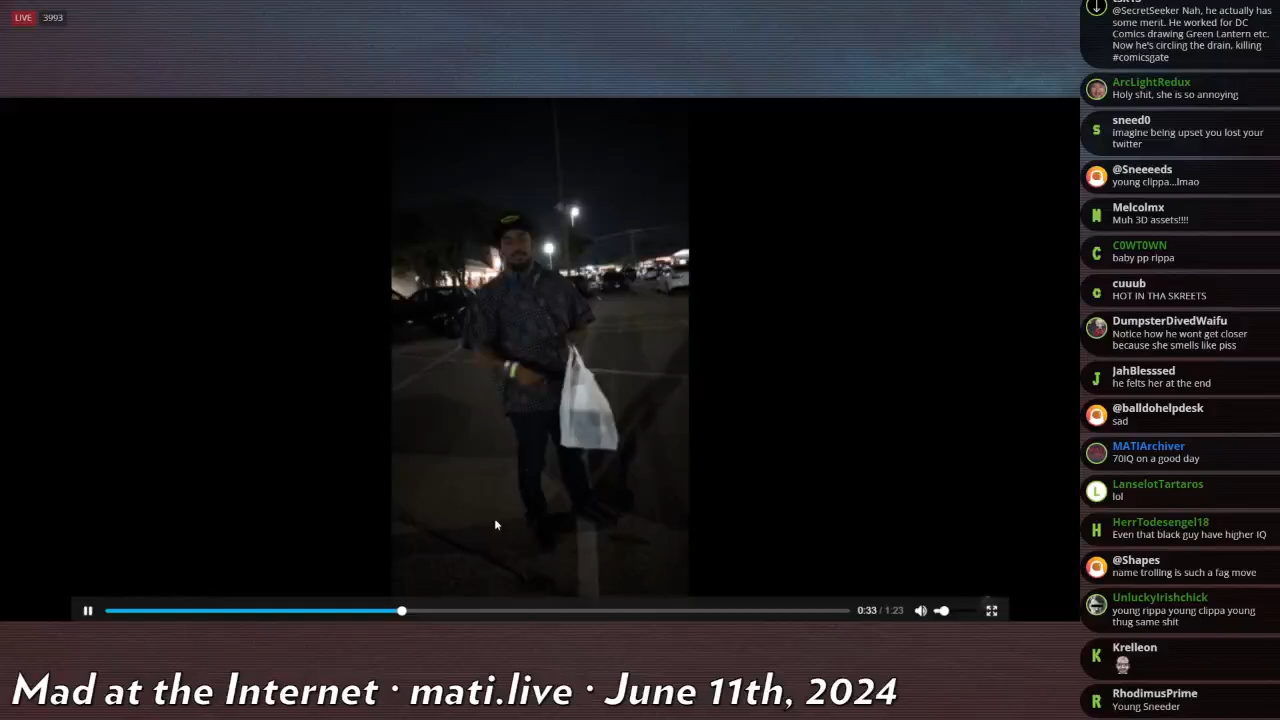 LIVE 3993
@SecretSeeker Nah, he actually has
some merit. He worked for DC
Comics drawing Green Lantern etc.
Now he's circling the drain, killing
#comicsgate
ArcLightRedux
Holy shit, she is so annoying
sneed0
imagine being upset you lost your
twitter
@Sneeeeds
young clippa...lmao
Melcolmx
Muh 3D assets!!!!
C0WT0WN
baby pp rippa
cuuub
HOT IN THA SKREETS
DumpsterDivedWaifu
Notice how he wont get closer
because she smells like piss
JahBlesssed
he felts her at the end
@balldohelpdesk
sad
MATIArchiver
70IQ on a good day
LanselotTartaros
lol
HerrTodesengel18
Even that black guy have higher IQ
@Shapes
name trolling is such a fag move
UnluckyIrishchick
young rippa young clippa young
thug same shit
Krelleon
RhodimusPrime
Young Sneeder
0:33 / 1:23
Mad at the Internet · mati.live · June 11th, 2024